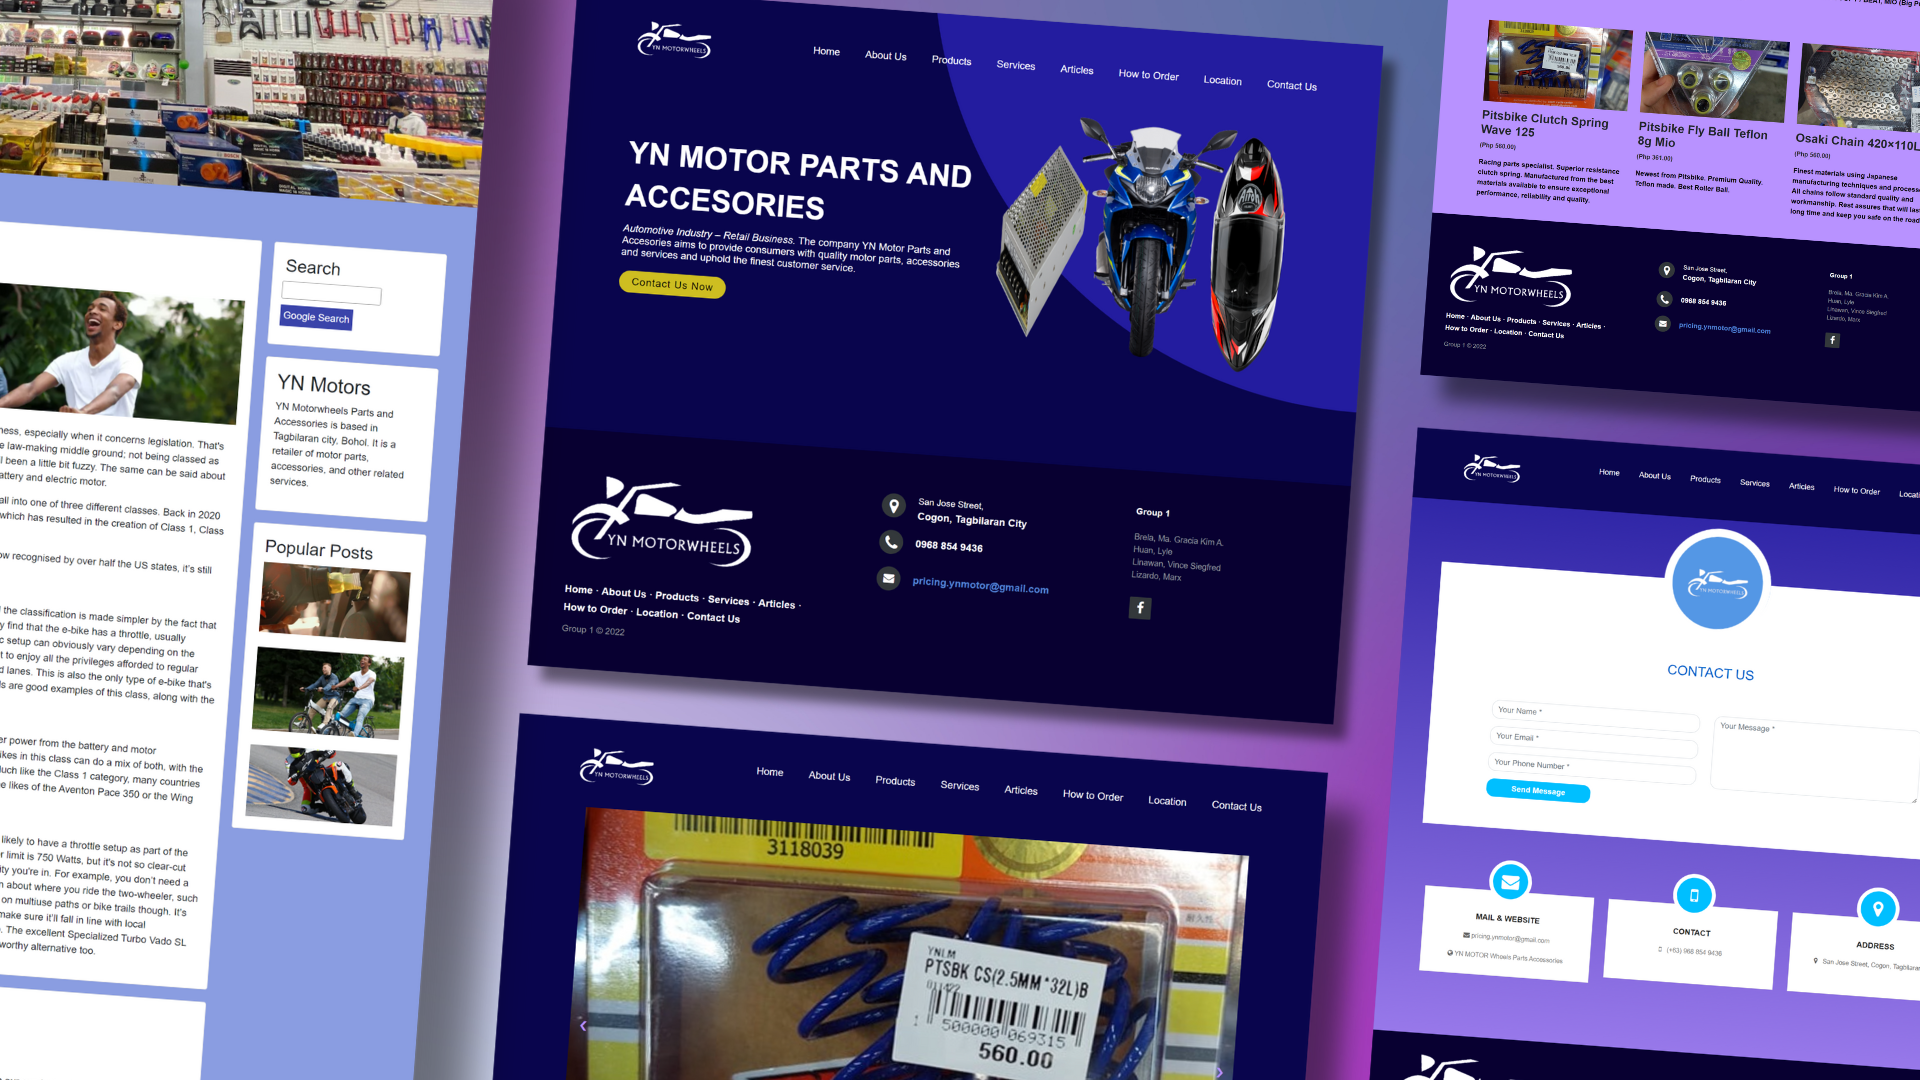 BOSCH
ness, especially when it concerns legislation. That's
e law-making middle ground; not being classed as
l been a little bit fuzzy. The same can be said about
attery and electric motor.
all into one of three different classes. Back in 2020
which has resulted in the creation of Class 1, Class
ow recognised by over half the US states, it's still
l the classification is made simpler by the fact that
y find that the e-bike has a throttle, usually
c setup can obviously vary depending on the
t to enjoy all the privileges afforded to regular
d lanes. This is also the only type of e-bike that's
ls are good examples of this class, along with the
er power from the battery and motor
ikes in this class can do a mix of both, with the
luch like the Class 1 category, many countries
e likes of the Aventon Pace 350 or the Wing
likely to have a throttle setup as part of the
r limit is 750 Watts, but it's not so clear-cut
ity you're in. For example, you don't need a
n about where you ride the two-wheeler, such
on multiuse paths or bike trails though. It's
make sure it'll fall in line with local
. The excellent Specialized Turbo Vado SL
worthy alternative too.
Search
Google Search
YN Motors
YN Motorwheels Parts and
Accessories is based in
Tagbilaran city, Bohol. It is a
retailer of motor parts,
accessories, and other related
services.
Popular Posts
YN MOTORWHEELS
Home About Us Products Services Articles How to Order Location Contact Us
YN MOTOR PARTS AND
ACCESORIES
Automotive Industry – Retail Business. The company YN Motor Parts and
Accesories aims to provide consumers with quality motor parts, accessories
and services and uphold the finest customer service.
Contact Us Now
YN MOTORWHEELS
Home · About Us · Products · Services · Articles ·
How to Order · Location · Contact Us
Group 1 © 2022
San Jose Street,
Cogon, Tagbilaran City
0968 854 9436
pricing.ynmotor@gmail.com
Group 1
Brela, Ma. Gracia Kim A.
Huan, Lyle
Linawan, Vince Siegfred
Lizardo, Marx
YN MOTORWHEELS
Home About Us Products Services Articles How to Order Location Contact Us
3118039
YNLM
PTSBK CS(2.5MM*32L)B
011422
1 500000 069315
560.00
BEAT, MIO (Big P
Pitsbike Clutch Spring
Wave 125
(Php 560.00)
Racing parts specialist. Superior resistance
clutch spring. Manufactured from the best
materials available to ensure exceptional
performance, reliability and quality.
Pitsbike Fly Ball Teflon
8g Mio
(Php 361.00)
Newest from Pitsbike. Premium Quality.
Teflon made. Best Roller Ball.
Osaki Chain 420×110L
(Php 560.00)
Finest materials using Japanese
manufacturing techniques and process
All chains follow standard quality and
workmanship. Rest assures that will las
long time and keep you safe on the road
YN MOTORWHEELS
Home · About Us · Products · Services · Articles ·
How to Order · Location · Contact Us
Group 1 © 2022
San Jose Street,
Cogon, Tagbilaran City
0968 854 9436
pricing.ynmotor@gmail.com
Group 1
Brela, Ma. Gracia Kim A.
Huan, Lyle
Linawan, Vince Siegfred
Lizardo, Marx
YN MOTORWHEELS
Home About Us Products Services Articles How to Order Locati
YN MOTORWHEELS
CONTACT US
Your Name *
Your Email *
Your Phone Number *
Your Message *
Send Message
MAIL & WEBSITE
pricing.ynmotor@gmail.com
YN MOTOR Wheels Parts Accessories
CONTACT
(+63) 968 854 9436
ADDRESS
San Jose Street, Cogon, Tagbilaran